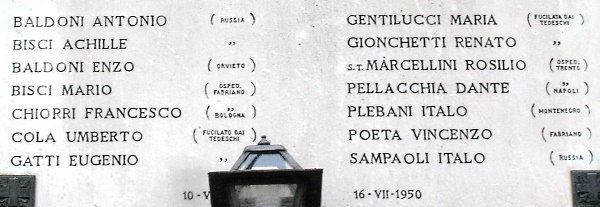 BALDONI ANTONIO (RUSSIA)
BISCI ACHILLE "
BALDONI ENZO (ORVIETO)
BISCI MARIO (OSPED. FABRIANO)
CHIORRI FRANCESCO (" BOLOGNA)
COLA UMBERTO (FUCILATO DAI TEDESCHI)
GATTI EUGENIO "
10-V
GENTILUCCI MARIA (FUCILATA DAI TEDESCHI)
GIONCHETTI RENATO "
S.T. MARCELLINI ROSILIO (OSPED. TRENTO)
PELLACCHIA DANTE (" NAPOLI)
PLEBANI ITALO (MONTENEGRO)
POETA VINCENZO (FABRIANO)
SAMPAOLI ITALO (RUSSIA)
16-VII-1950